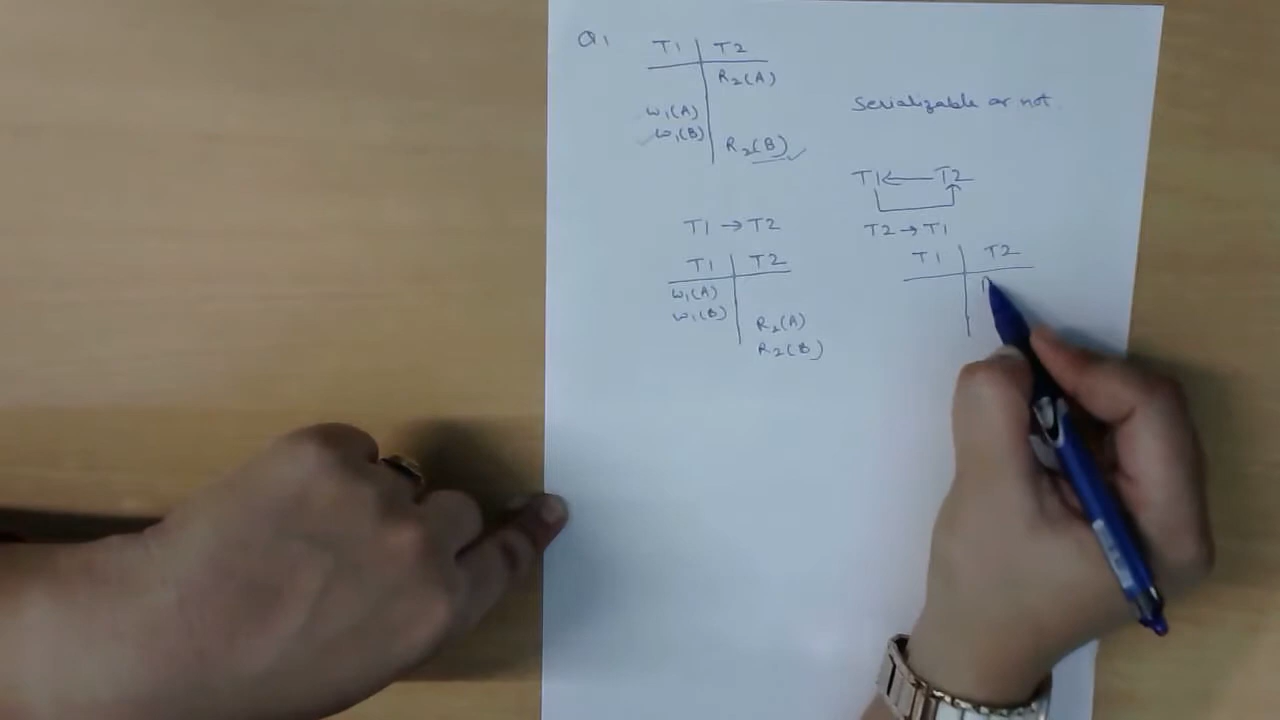 Q1
T1 T2
R2(A)
Serializable or not.
W1(A)
W1(B)
R2(B)
T1 ← T2
T1 → T2
T2 → T1
T1 T2
T1 T2
W1(A)
W1(B)
R2(A)
R2(B)